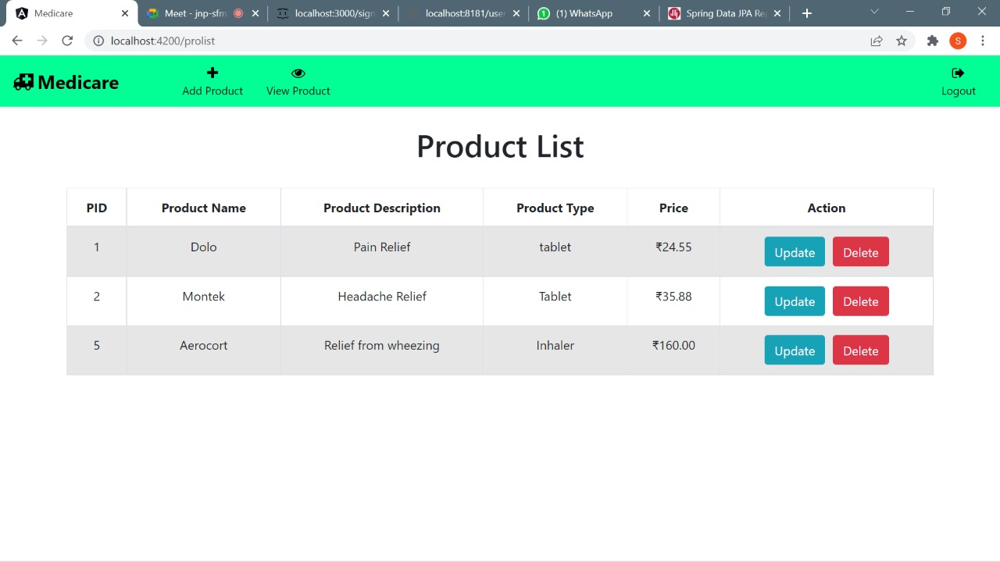 Medicare
Meet - jnp-sfm
localhost:3000/sign
localhost:8181/user
(1) WhatsApp
Spring Data JPA Re
localhost:4200/prolist
S
Medicare
Add Product
View Product
Logout
Product List
PID Product Name Product Description Product Type Price Action
1 Dolo Pain Relief tablet ₹24.55 Update Delete
2 Montek Headache Relief Tablet ₹35.88 Update Delete
5 Aerocort Relief from wheezing Inhaler ₹160.00 Update Delete